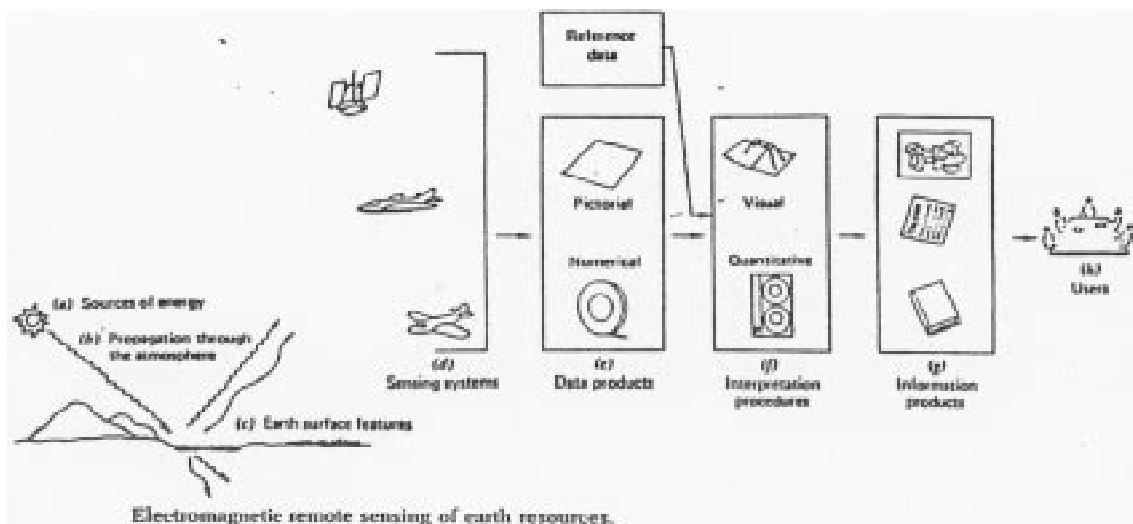 Reference
data
Pictorial
Numerical
Visual
Quantitative
(a) Sources of energy
(b) Propagation through
the atmosphere
(c) Earth surface features
(d)
Sensing systems
(e)
Data products
(f)
Interpretation
procedures
(g)
Information
products
(h)
Users
Electromagnetic remote sensing of earth resources.